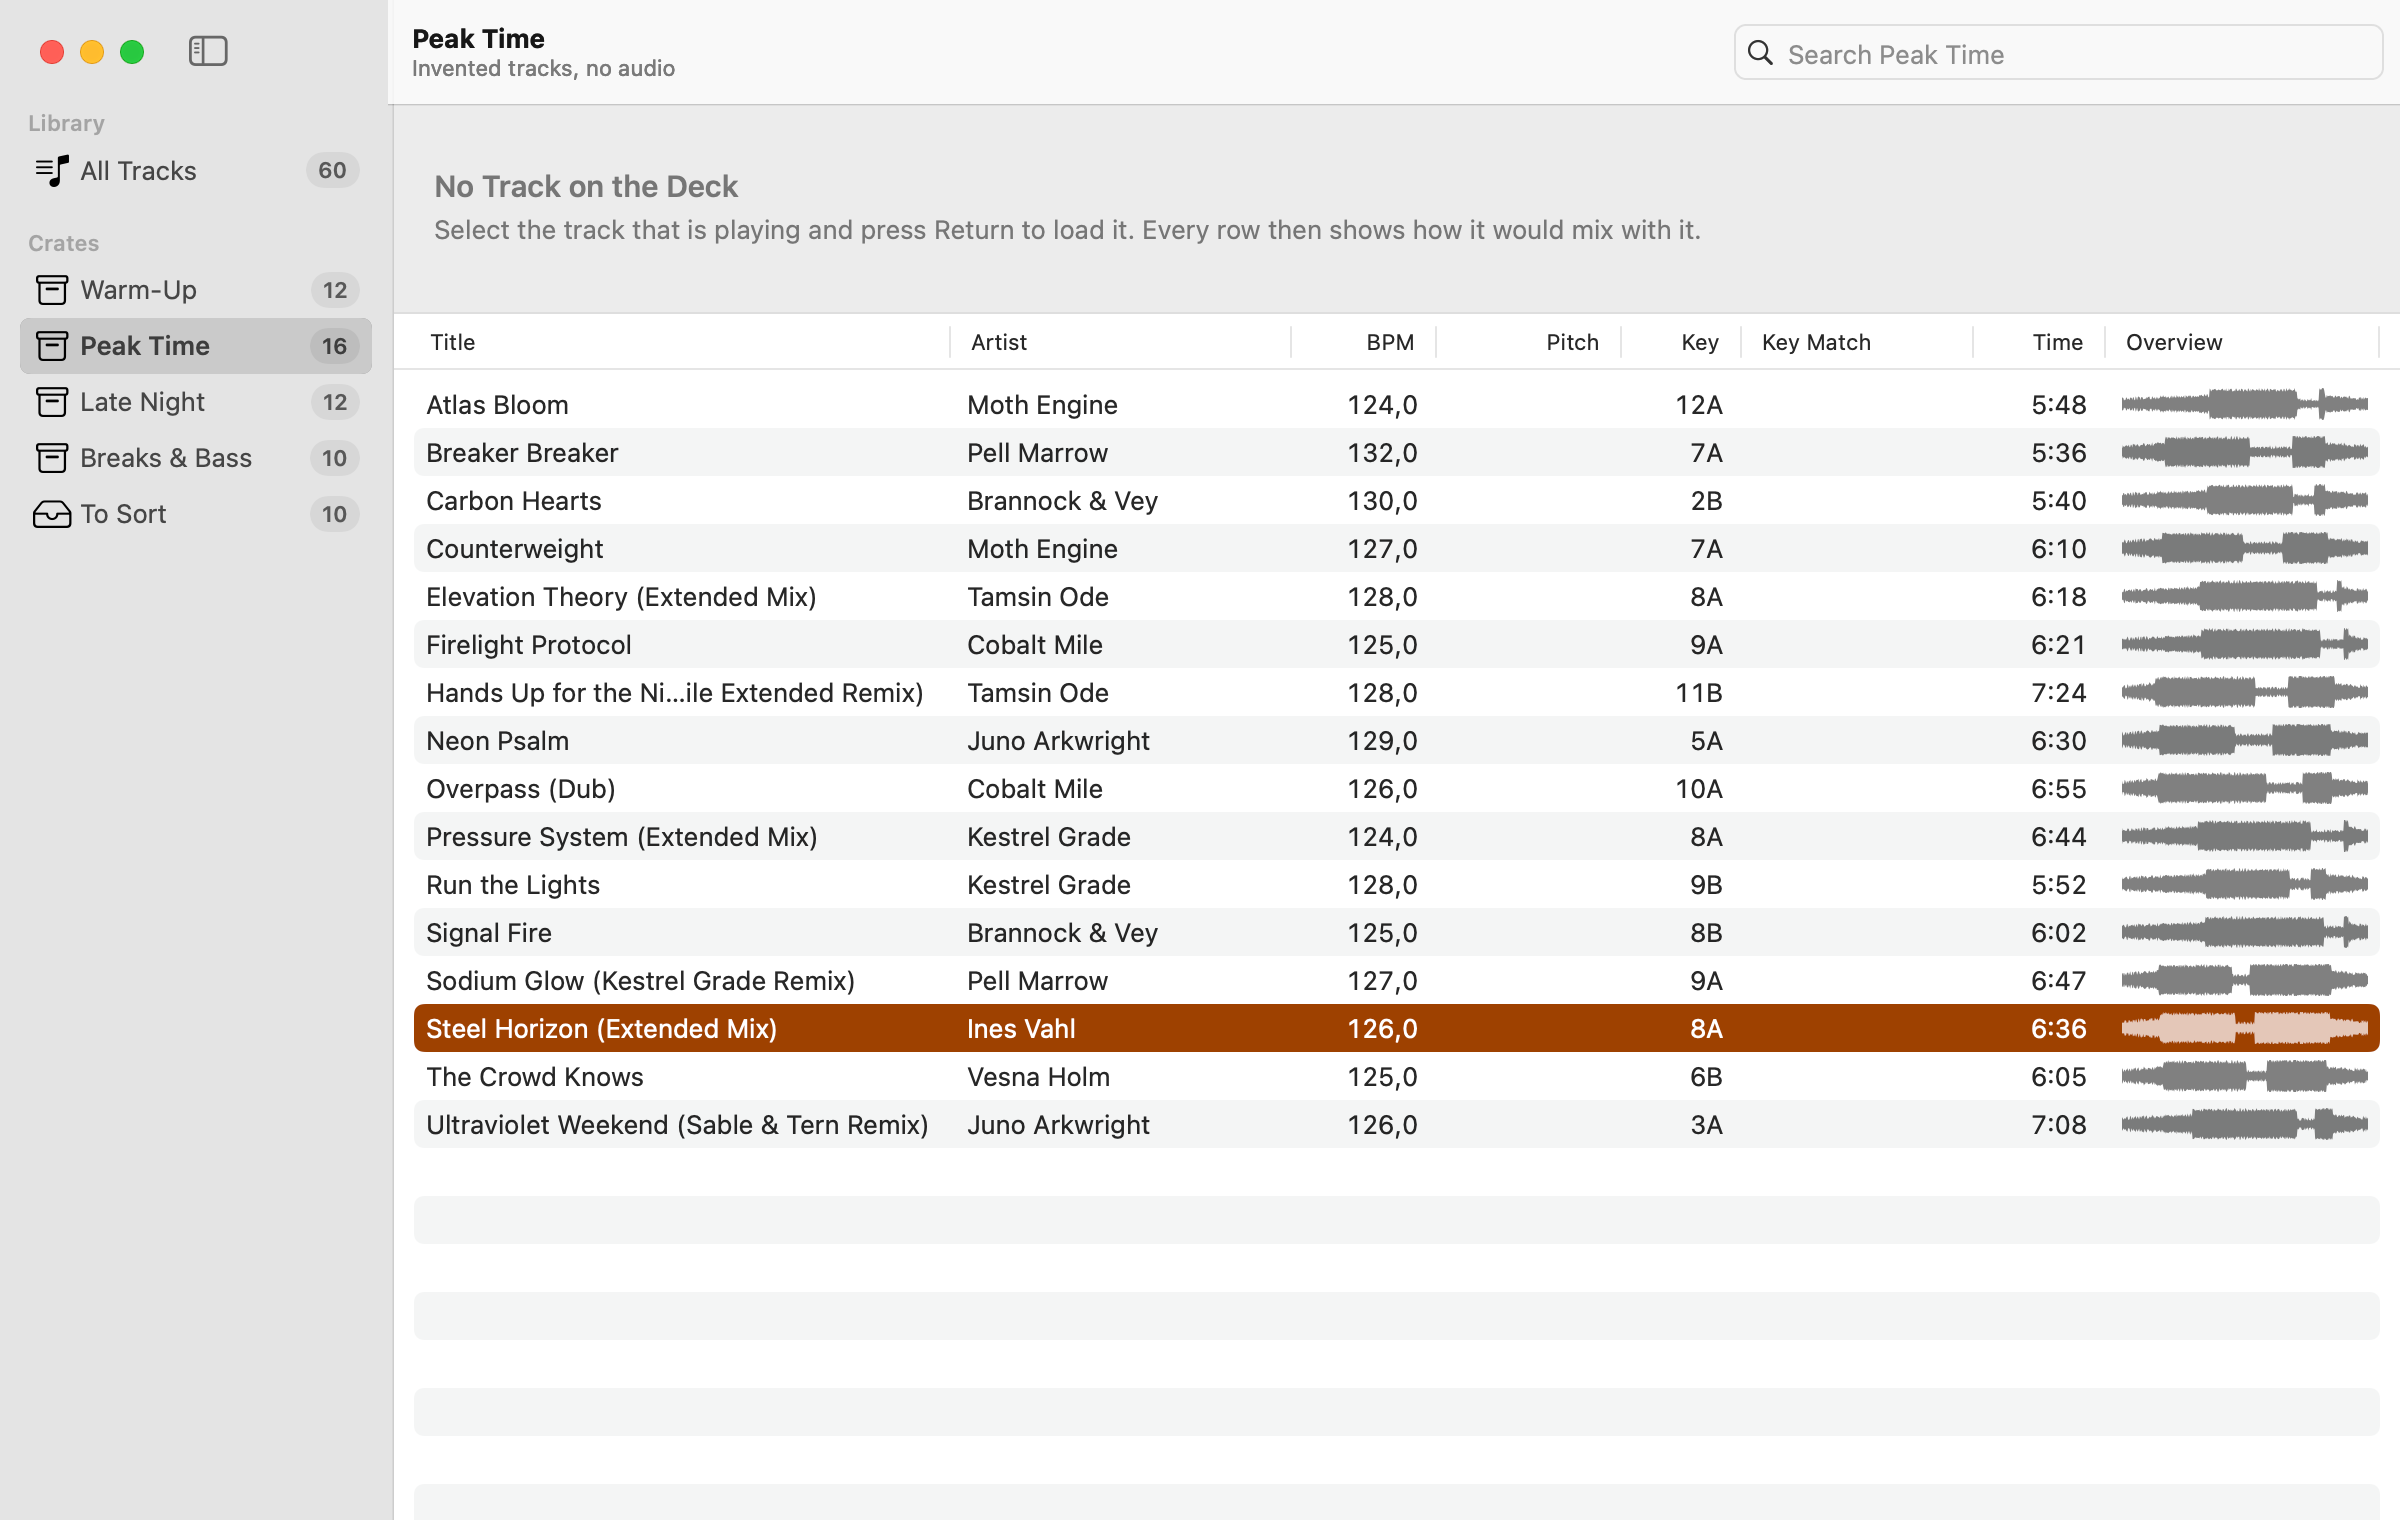 Peak Time
Invented tracks, no audio
Search Peak Time
Library
All Tracks 60
Crates
Warm-Up 12
Peak Time 16
Late Night 12
Breaks & Bass 10
To Sort 10
No Track on the Deck
Select the track that is playing and press Return to load it. Every row then shows how it would mix with it.
Title Artist BPM Pitch Key Key Match Time Overview
Atlas Bloom Moth Engine 124,0 12A 5:48
Breaker Breaker Pell Marrow 132,0 7A 5:36
Carbon Hearts Brannock & Vey 130,0 2B 5:40
Counterweight Moth Engine 127,0 7A 6:10
Elevation Theory (Extended Mix) Tamsin Ode 128,0 8A 6:18
Firelight Protocol Cobalt Mile 125,0 9A 6:21
Hands Up for the Ni...ile Extended Remix) Tamsin Ode 128,0 11B 7:24
Neon Psalm Juno Arkwright 129,0 5A 6:30
Overpass (Dub) Cobalt Mile 126,0 10A 6:55
Pressure System (Extended Mix) Kestrel Grade 124,0 8A 6:44
Run the Lights Kestrel Grade 128,0 9B 5:52
Signal Fire Brannock & Vey 125,0 8B 6:02
Sodium Glow (Kestrel Grade Remix) Pell Marrow 127,0 9A 6:47
Steel Horizon (Extended Mix) Ines Vahl 126,0 8A 6:36
The Crowd Knows Vesna Holm 125,0 6B 6:05
Ultraviolet Weekend (Sable & Tern Remix) Juno Arkwright 126,0 3A 7:08